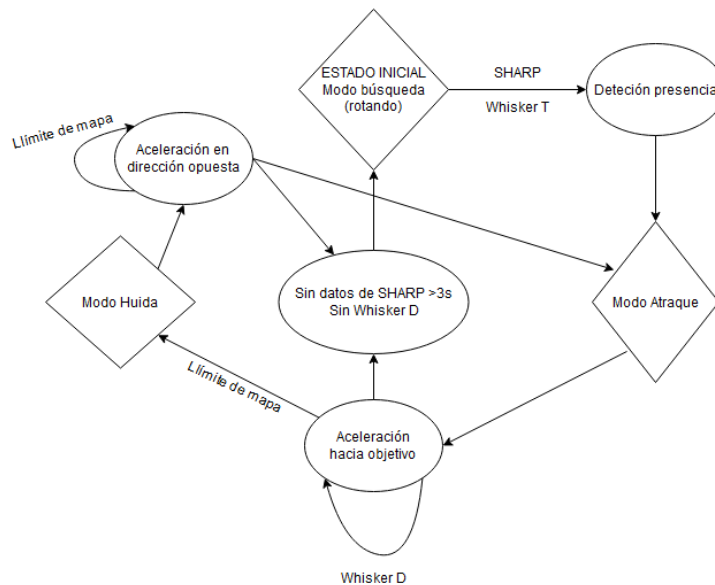 ESTADO INICIAL
Modo búsqueda
(rotando)
SHARP
Whisker T
Deteción presencia
Llímite de mapa
Aceleración en
dirección opuesta
Modo Huida
Sin datos de SHARP >3s
Sin Whisker D
Modo Atraque
Llímite de mapa
Aceleración
hacia objetivo
Whisker D